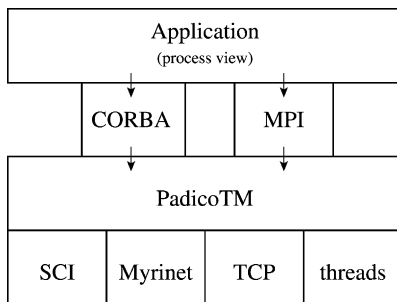 Application
(process view)
CORBA MPI
PadicoTM
SCI Myrinet TCP threads